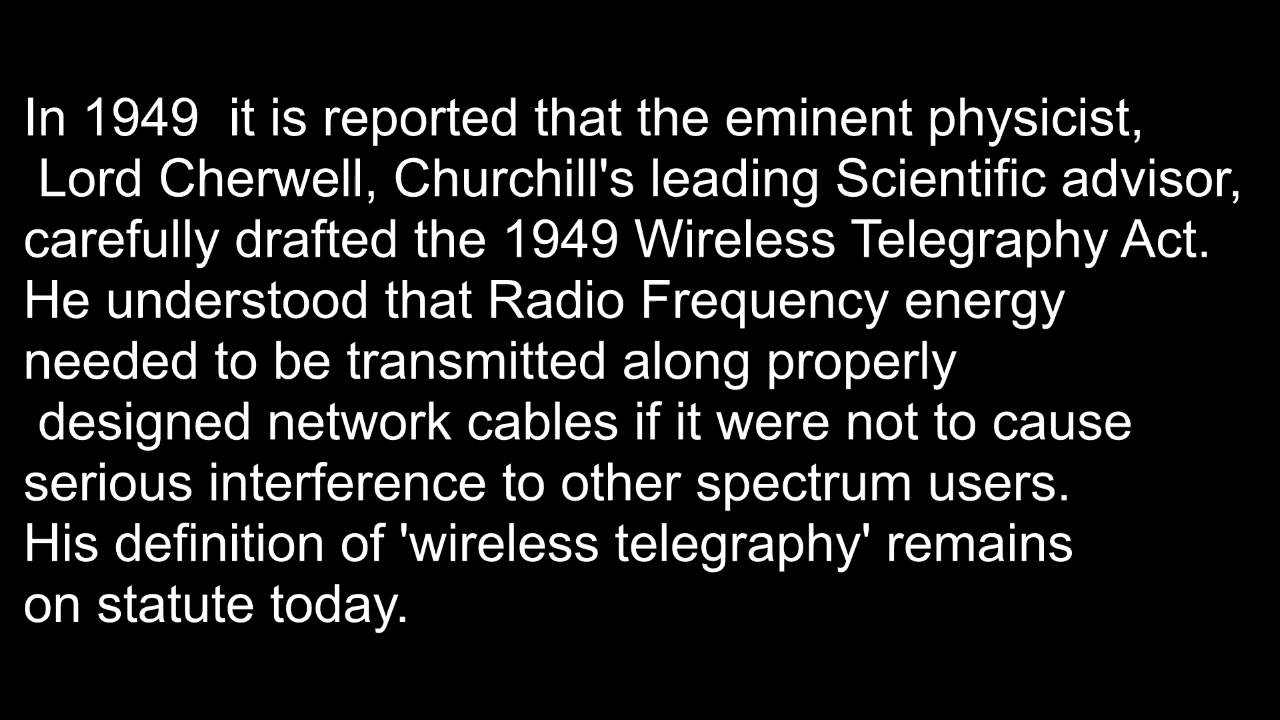 In 1949  it is reported that the eminent physicist,
Lord Cherwell, Churchill's leading Scientific advisor,
carefully drafted the 1949 Wireless Telegraphy Act.
He understood that Radio Frequency energy
needed to be transmitted along properly
designed network cables if it were not to cause
serious interference to other spectrum users.
His definition of 'wireless telegraphy' remains
on statute today.